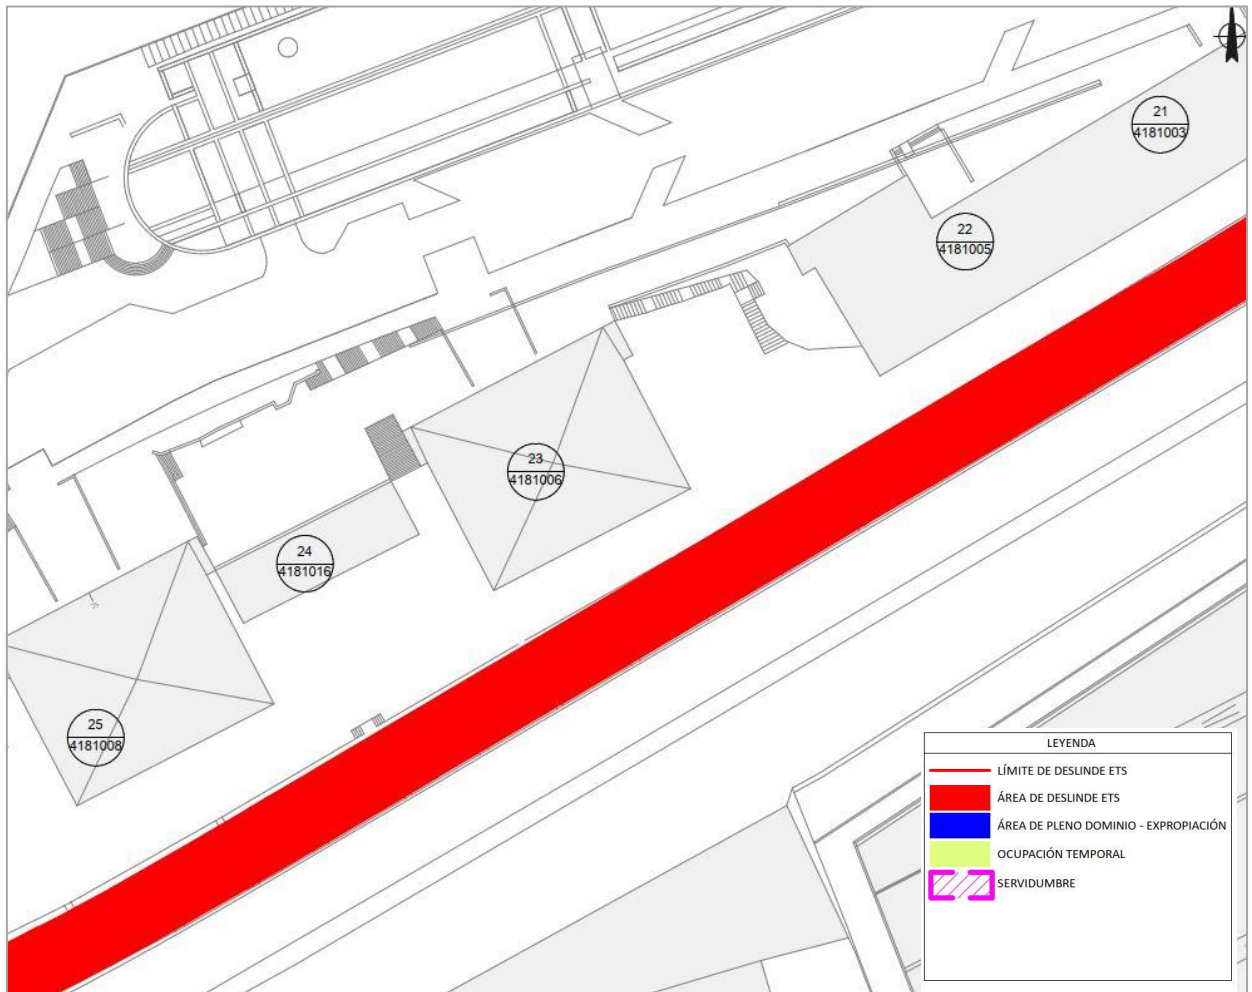 21
4181003
22
4181005
23
4181006
24
4181016
25
4181008
LEYENDA
LÍMITE DE DESLINDE ETS
ÁREA DE DESLINDE ETS
ÁREA DE PLENO DOMINIO - EXPROPIACIÓN
OCUPACIÓN TEMPORAL
SERVIDUMBRE